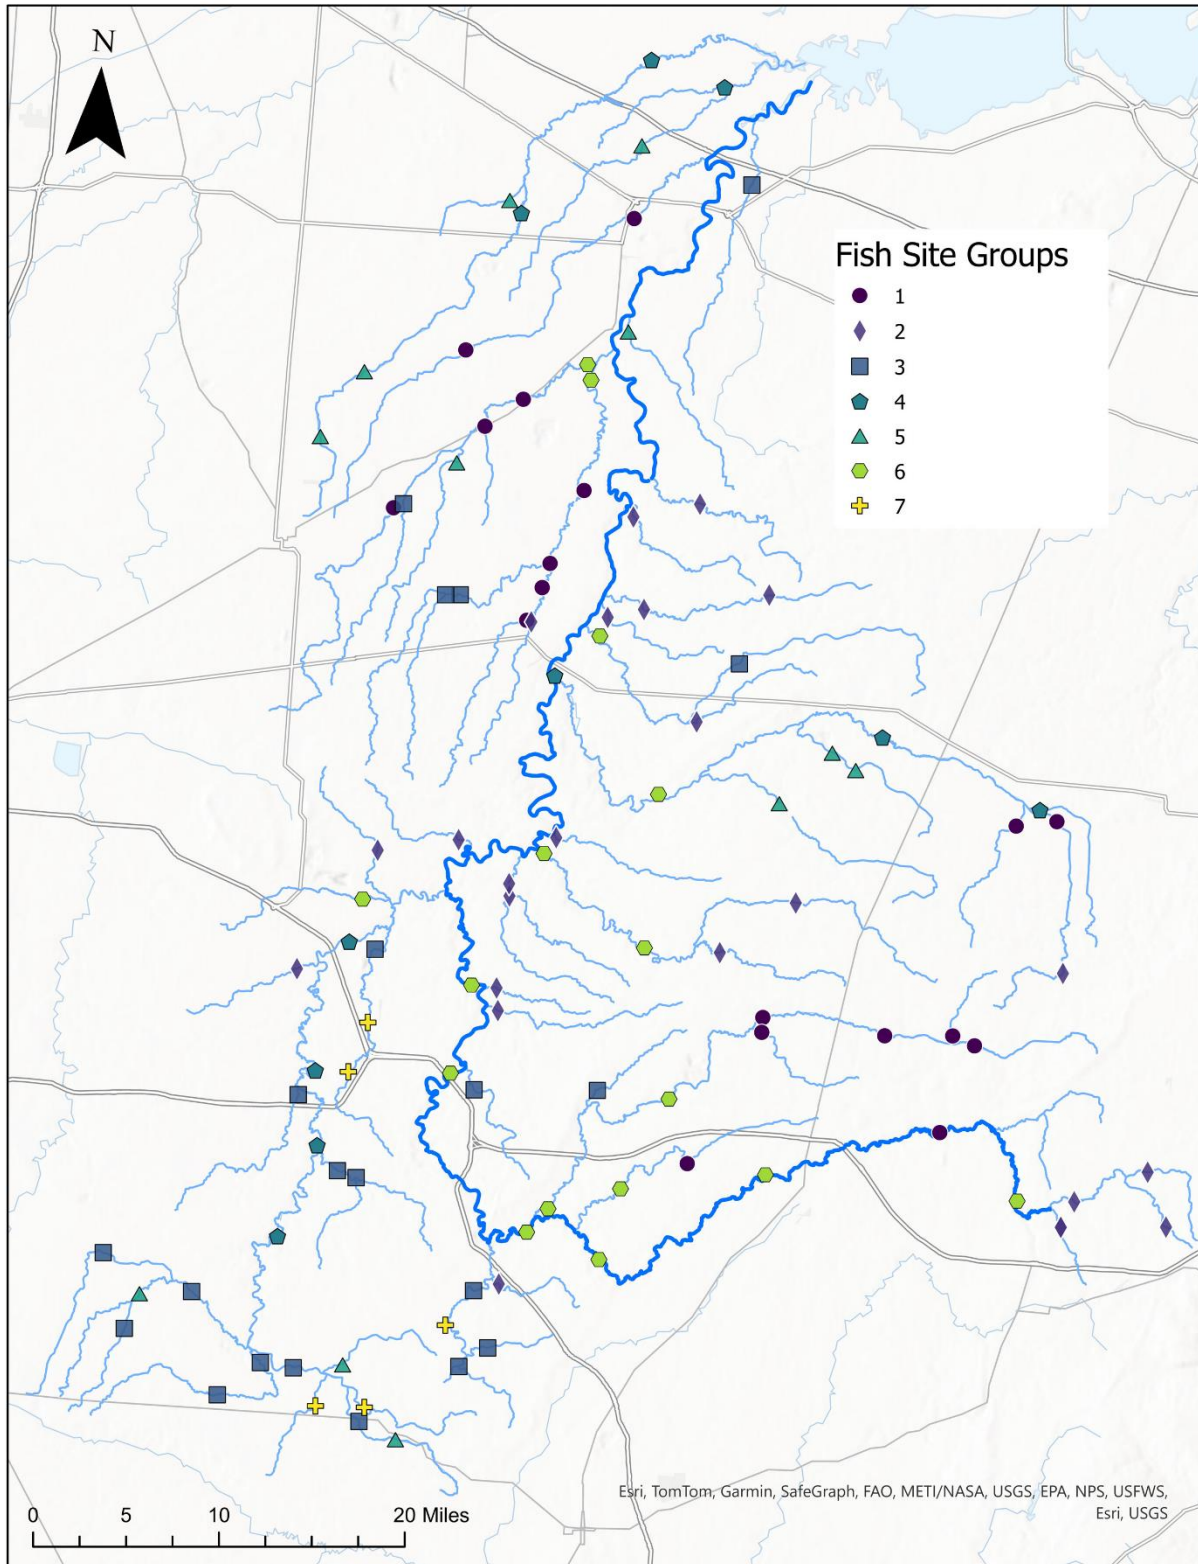 N
Fish Site Groups
1
2
3
4
5
6
7
Esri, TomTom, Garmin, SafeGraph, FAO, METI/NASA, USGS, EPA, NPS, USFWS,
Esri, USGS
0 5 10 20 Miles